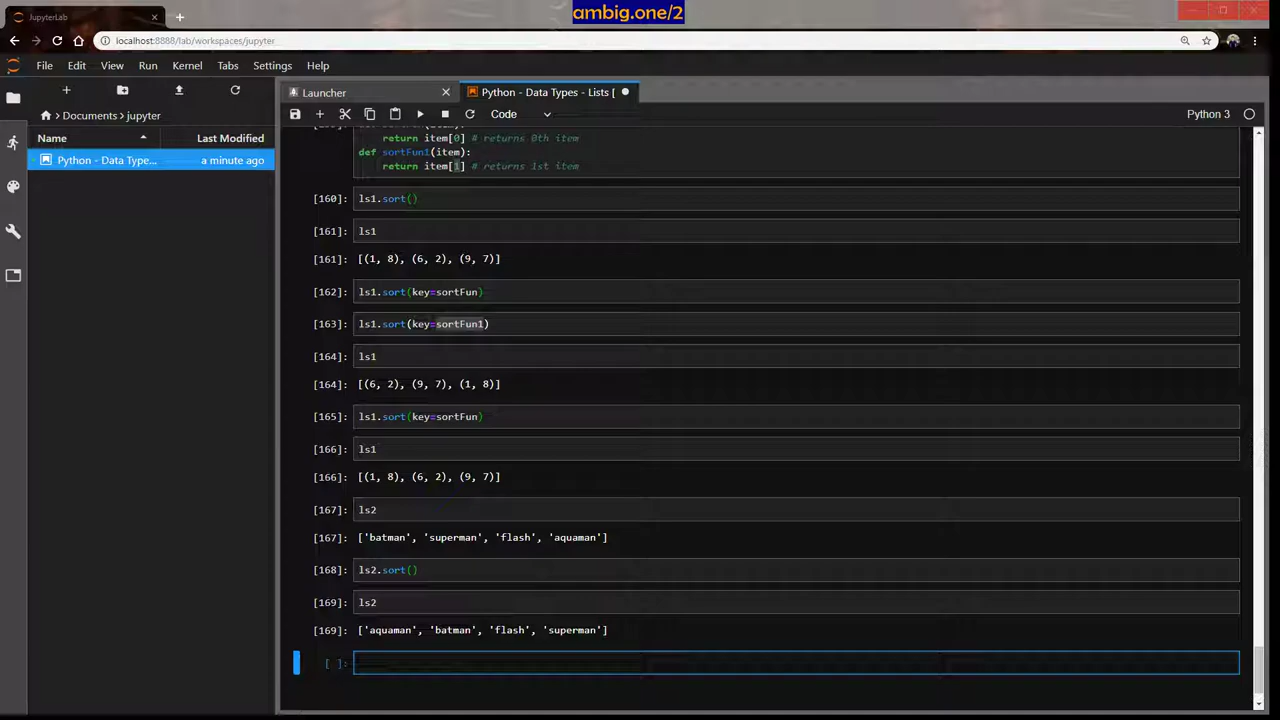 ambig.one/2
JupyterLab
localhost:8888/lab/workspaces/jupyter
File Edit View Run Kernel Tabs Settings Help
Launcher
Python - Data Types - Lists [
Documents > jupyter
Code
Python 3
Name Last Modified
Python - Data Type... a minute ago
return item[0] # returns 0th item
def sortFun1(item):
return item[1] # returns 1st item
[160]: ls1.sort()
[161]: ls1
[161]: [(1, 8), (6, 2), (9, 7)]
[162]: ls1.sort(key=sortFun)
[163]: ls1.sort(key=sortFun1)
[164]: ls1
[164]: [(6, 2), (9, 7), (1, 8)]
[165]: ls1.sort(key=sortFun)
[166]: ls1
[166]: [(1, 8), (6, 2), (9, 7)]
[167]: ls2
[167]: ['batman', 'superman', 'flash', 'aquaman']
[168]: ls2.sort()
[169]: ls2
[169]: ['aquaman', 'batman', 'flash', 'superman']
[ ]: